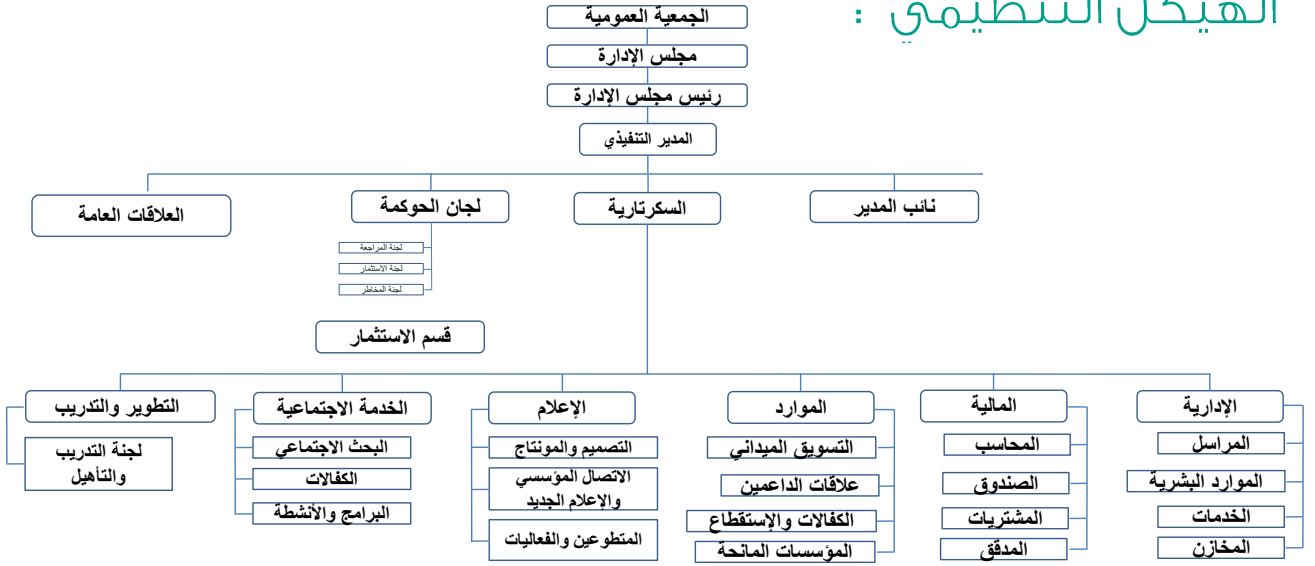 الهيكل التنظيمي :
الجمعية العمومية
مجلس الإدارة
رئيس مجلس الإدارة
المدير التنفيذي
نائب المدير
السكرتارية
لجان الحوكمة
العلاقات العامة
لجنة المراجعة
لجنة الاستثمار
لجنة المخاطر
قسم الاستثمار
الإدارية
المراسل
الموارد البشرية
الخدمات
المخازن
المالية
المحاسب
الصندوق
المشتريات
المدقق
الموارد
التسويق الميداني
علاقات الداعمين
الكفالات والإستقطاع
المؤسسات المانحة
الإعلام
التصميم والمونتاج
الاتصال المؤسسي
والإعلام الجديد
المتطوعين والفعاليات
الخدمة الاجتماعية
البحث الاجتماعي
الكفالات
البرامج والأنشطة
التطوير والتدريب
لجنة التدريب
والتأهيل